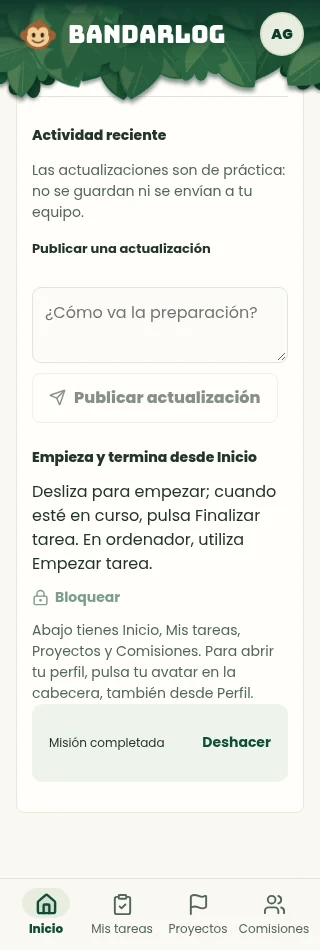 BANDARLOG
AG
Actividad reciente
Las actualizaciones son de práctica:
no se guardan ni se envían a tu
equipo.
Publicar una actualización
¿Cómo va la preparación?
Publicar actualización
Empieza y termina desde Inicio
Desliza para empezar; cuando
esté en curso, pulsa Finalizar
tarea. En ordenador, utiliza
Empezar tarea.
Bloquear
Abajo tienes Inicio, Mis tareas,
Proyectos y Comisiones. Para abrir
tu perfil, pulsa tu avatar en la
cabecera, también desde Perfil.
Misión completada Deshacer
Inicio Mis tareas Proyectos Comisiones